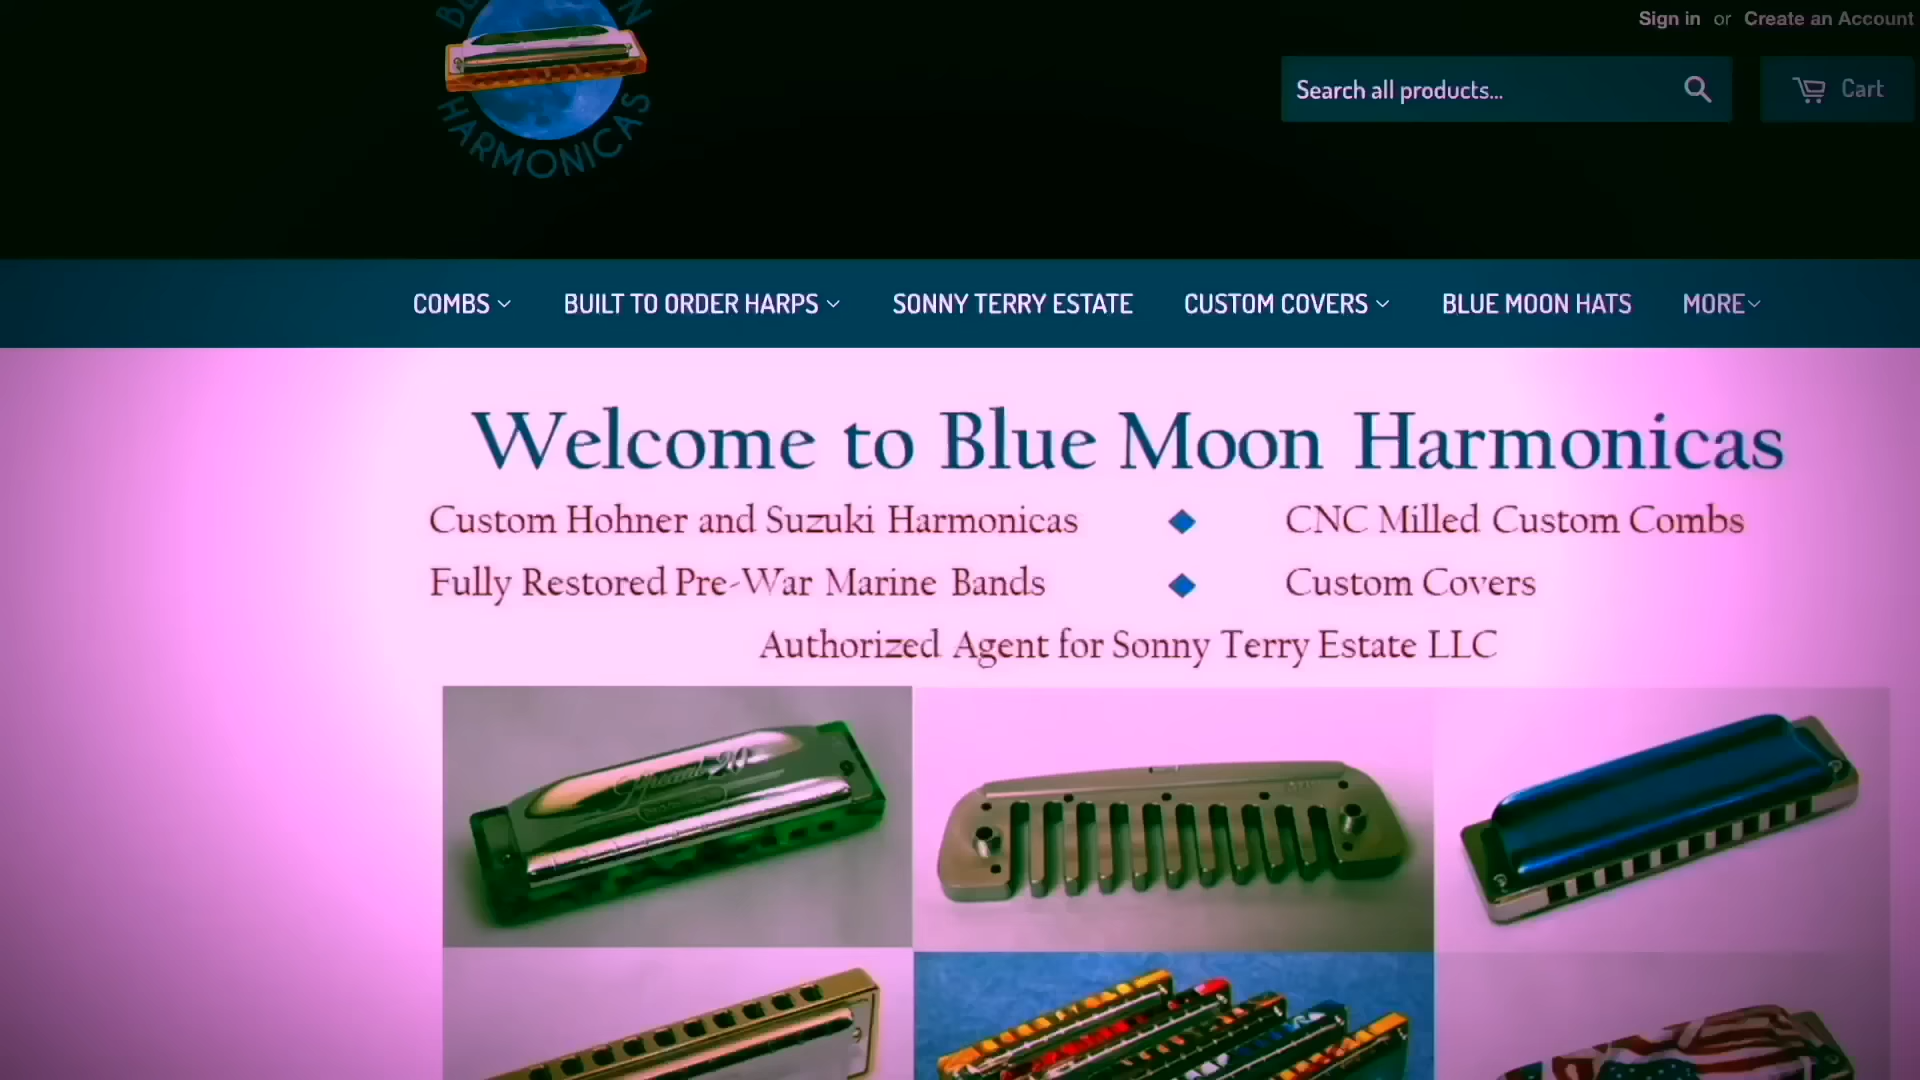 Sign in or Create an Account
HARMONICAS
Search all products...
Cart
COMBS
BUILT TO ORDER HARPS
SONNY TERRY ESTATE
CUSTOM COVERS
BLUE MOON HATS
MORE
Welcome to Blue Moon Harmonicas
Custom Hohner and Suzuki Harmonicas
CNC Milled Custom Combs
Fully Restored Pre-War Marine Bands
Custom Covers
Authorized Agent for Sonny Terry Estate LLC
Special 20